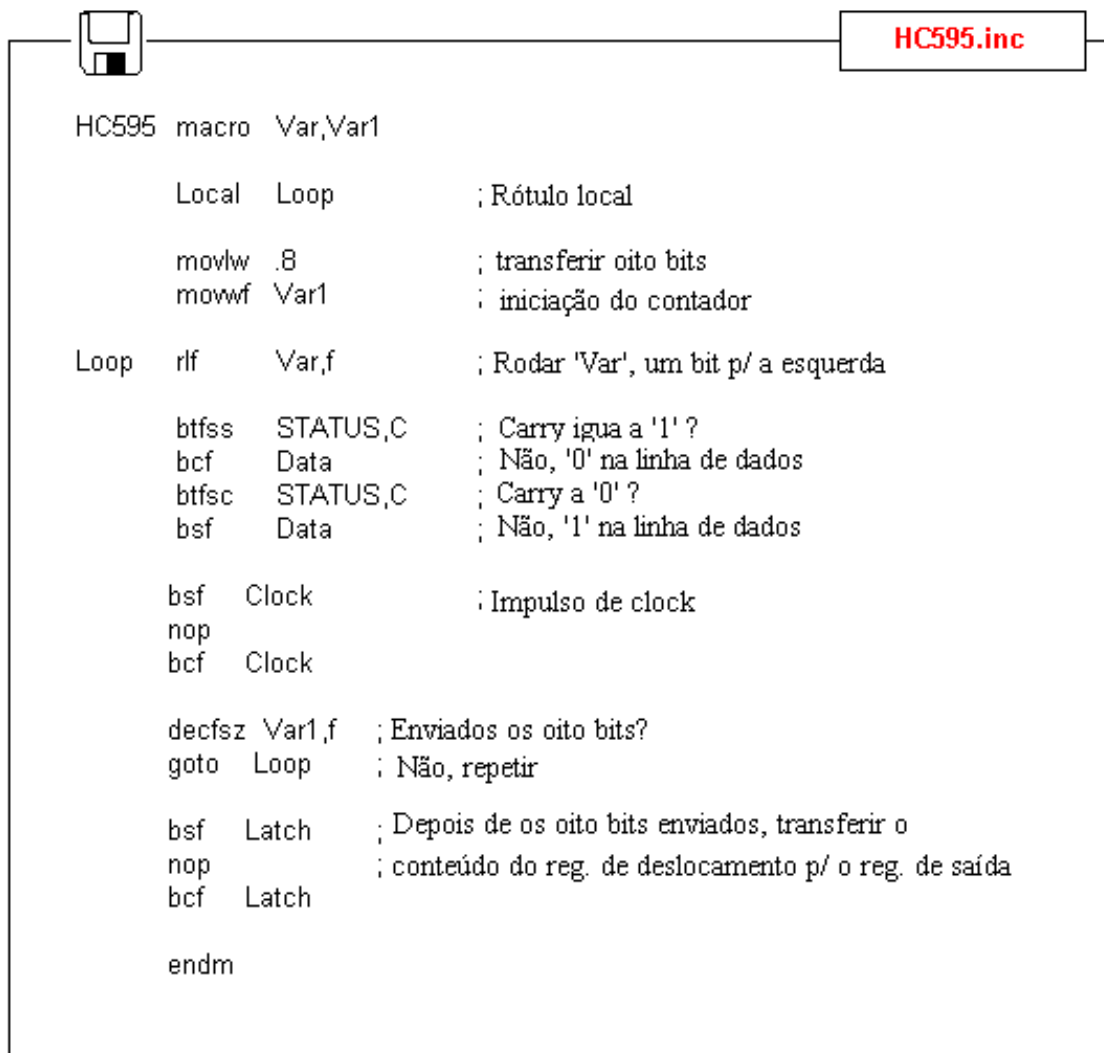 HC595.inc
HC595 macro Var,Var1
Local Loop ; Rótulo local
movlw .8 ; transferir oito bits
movwf Var1 ; iniciação do contador
Loop rlf Var,f ; Rodar 'Var', um bit p/ a esquerda
btfss STATUS,C ; Carry igua a '1' ?
bcf Data ; Não, '0' na linha de dados
btfsc STATUS,C ; Carry a '0' ?
bsf Data ; Não, '1' na linha de dados
bsf Clock ; Impulso de clock
nop
bcf Clock
decfsz Var1,f ; Enviados os oito bits?
goto Loop ; Não, repetir
bsf Latch ; Depois de os oito bits enviados, transferir o
nop ; conteúdo do reg. de deslocamento p/ o reg. de saída
bcf Latch
endm